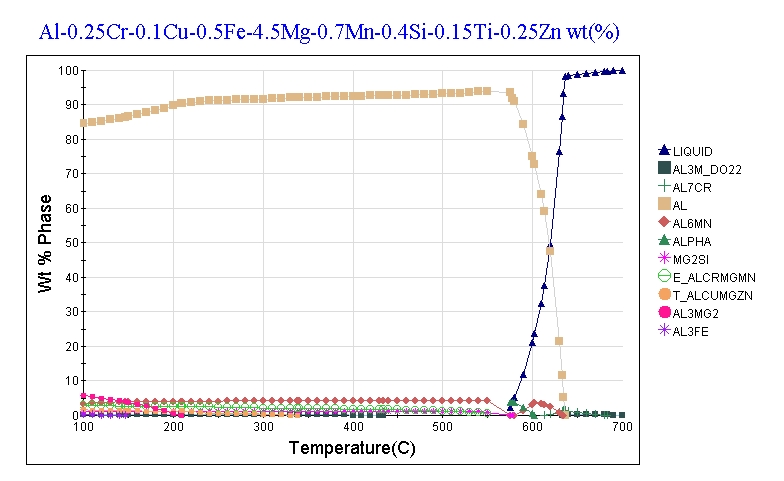 Al-0.25Cr-0.1Cu-0.5Fe-4.5Mg-0.7Mn-0.4Si-0.15Ti-0.25Zn wt(%)
100
90
80
70
60
50
40
30
20
10
0
Wt % Phase
100 200 300 400 500 600 700
Temperature(C)
LIQUID
AL3M_DO22
AL7CR
AL
AL6MN
ALPHA
MG2SI
E_ALCRMGMN
T_ALCUMGZN
AL3MG2
AL3FE